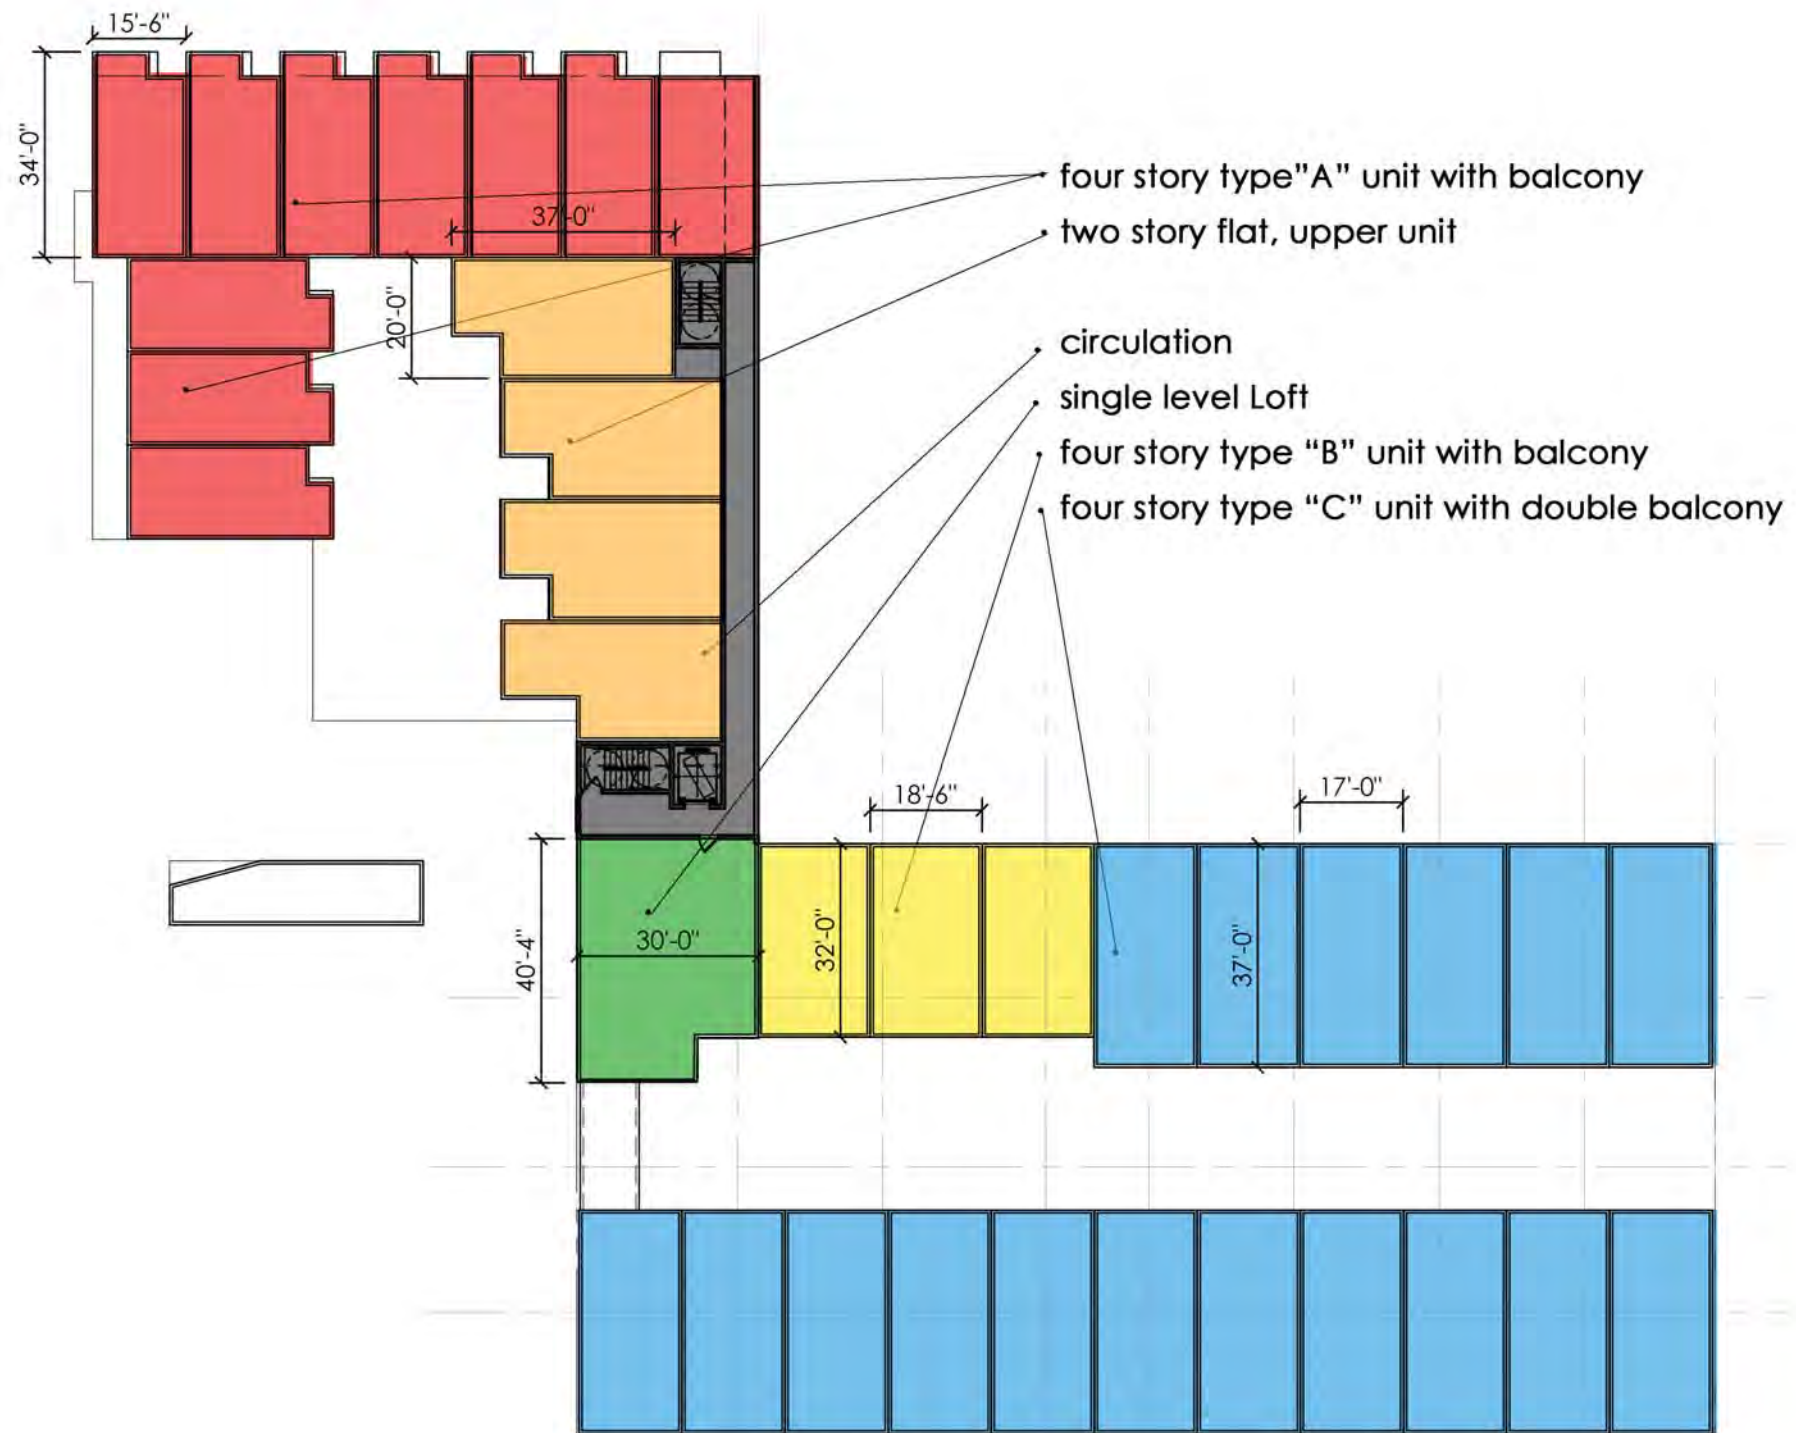 15'-6"
34'-0"
four story type”A” unit with balcony
37'-0"
two story flat, upper unit
20'-0"
circulation
single level Loft
four story type “B” unit with balcony
four story type “C” unit with double balcony
18'-6"
17'-0"
40'-4"
30'-0"
32'-0"
37'-0"